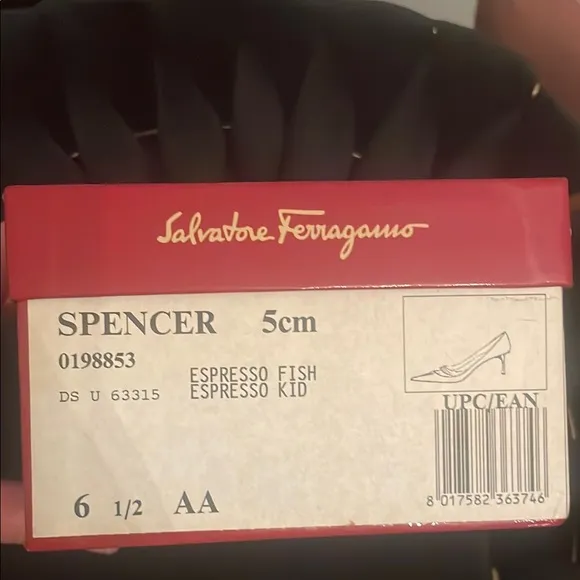 Salvatore Ferragamo
SPENCER 5cm
0198853
ESPRESSO FISH
DS U 63315 ESPRESSO KID
UPC/EAN
8 017582 363746
6 1/2 AA